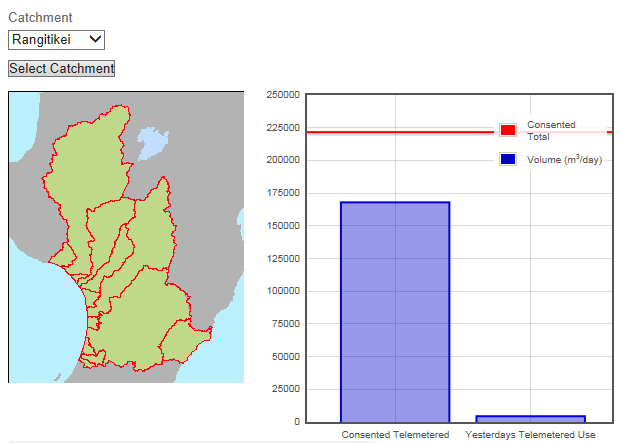 Catchment
Rangitikei
Select Catchment
250000
225000
200000
175000
150000
125000
100000
75000
50000
25000
0
Consented
Total
Volume (m³/day)
Consented Telemetered
Yesterdays Telemetered Use